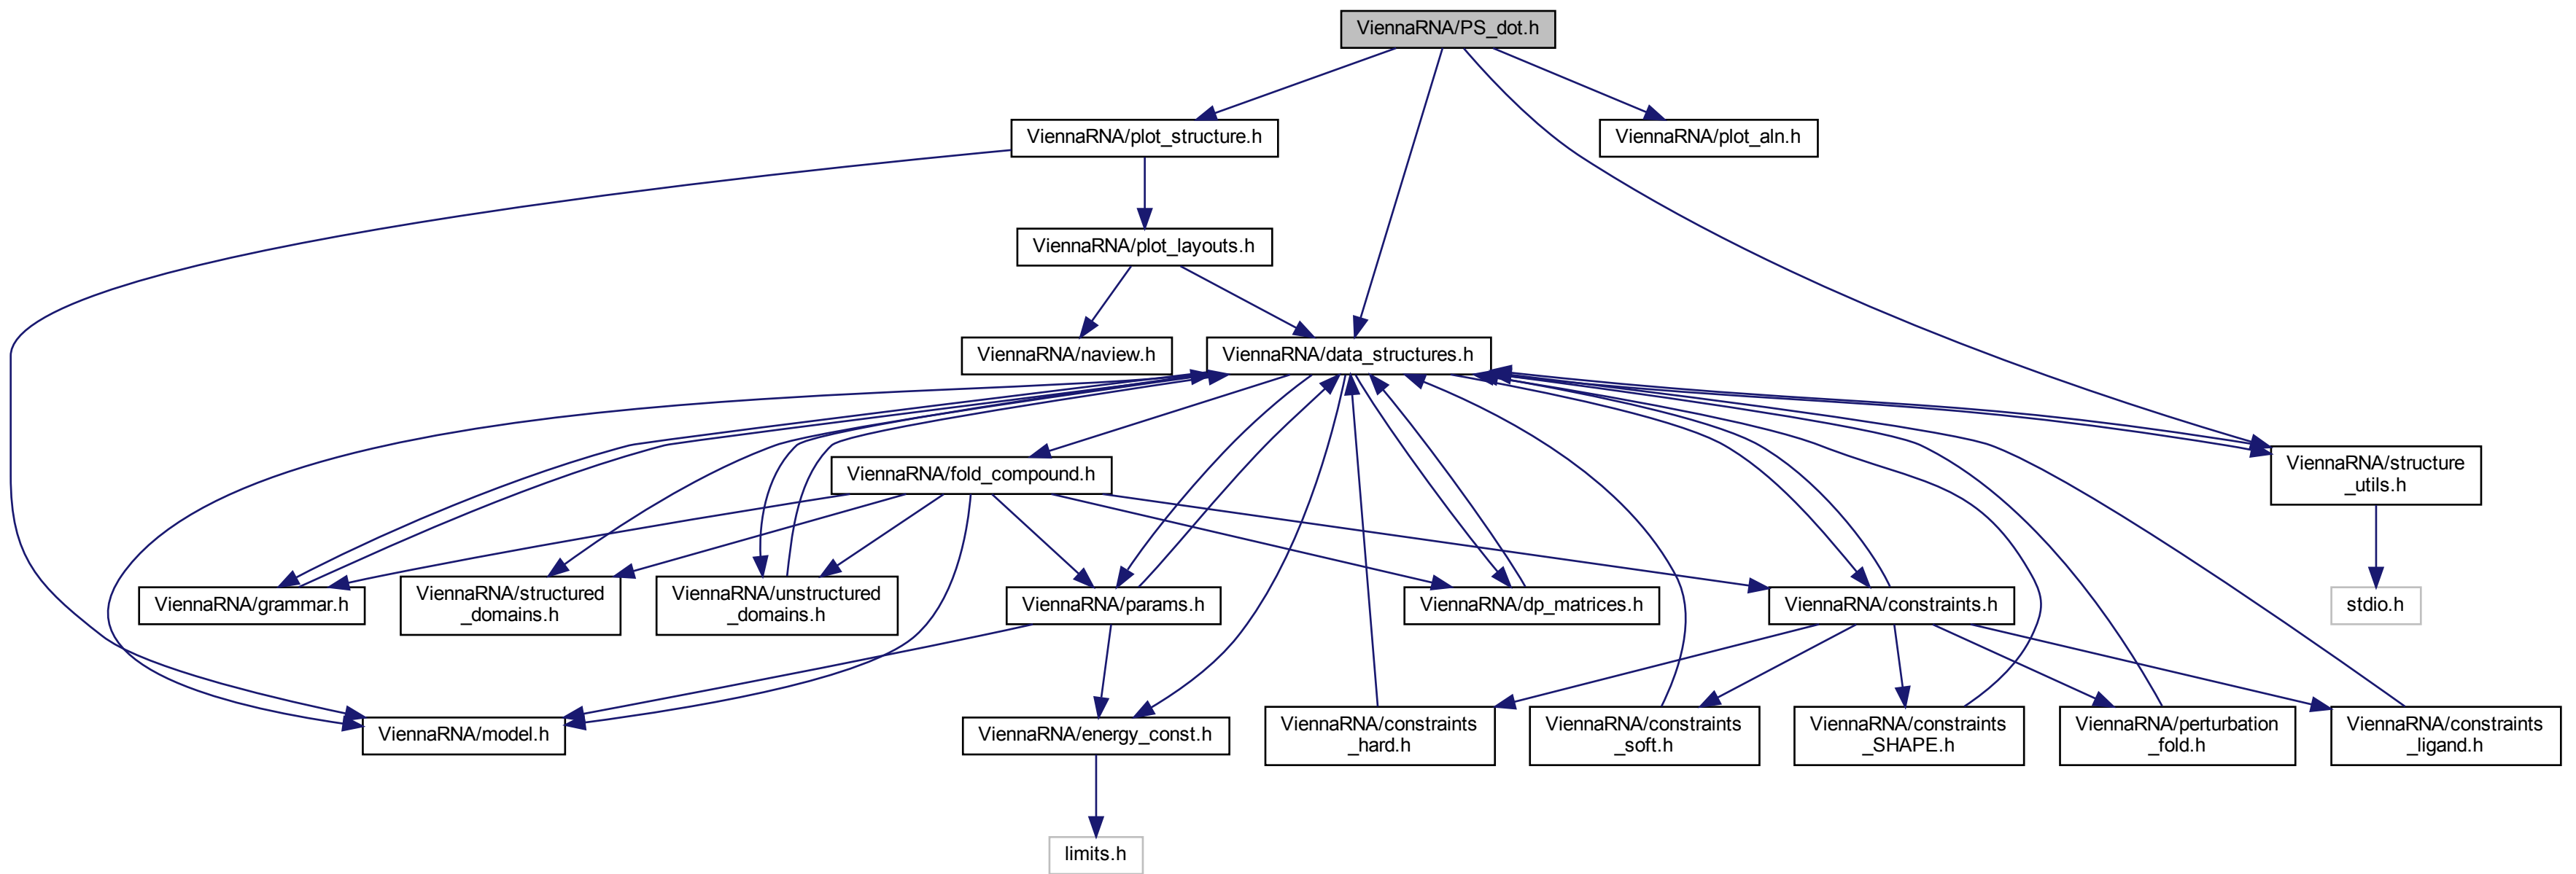 ViennaRNA/PS_dot.h
ViennaRNA/plot_structure.h
ViennaRNA/plot_aln.h
ViennaRNA/plot_layouts.h
ViennaRNA/naview.h
ViennaRNA/data_structures.h
ViennaRNA/fold_compound.h
ViennaRNA/structure
_utils.h
ViennaRNA/grammar.h
ViennaRNA/structured
_domains.h
ViennaRNA/unstructured
_domains.h
ViennaRNA/params.h
ViennaRNA/dp_matrices.h
ViennaRNA/constraints.h
stdio.h
ViennaRNA/model.h
ViennaRNA/energy_const.h
ViennaRNA/constraints
_hard.h
ViennaRNA/constraints
_soft.h
ViennaRNA/constraints
_SHAPE.h
ViennaRNA/perturbation
_fold.h
ViennaRNA/constraints
_ligand.h
limits.h